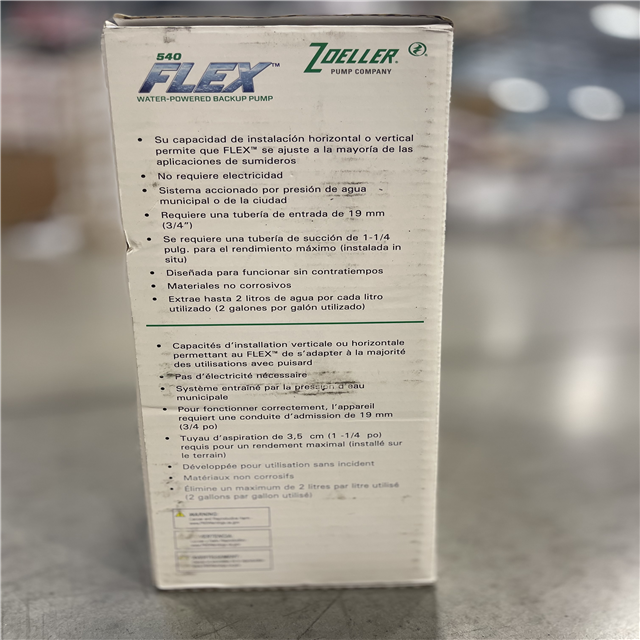 540
FLEX™
WATER-POWERED BACKUP PUMP
ZOELLER®
PUMP COMPANY
• Su capacidad de instalación horizontal o vertical
permite que FLEX™ se ajuste a la mayoría de las
aplicaciones de sumideros
• No requiere electricidad
• Sistema accionado por presión de agua
municipal o de la ciudad
• Requiere una tubería de entrada de 19 mm
(3/4")
• Se requiere una tubería de succión de 1-1/4
pulg. para el rendimiento máximo (instalada in
situ)
• Diseñada para funcionar sin contratiempos
• Materiales no corrosivos
• Extrae hasta 2 litros de agua por cada litro
utilizado (2 galones por galón utilizado)
• Capacités d'installation verticale ou horizontale
permettant au FLEX™ de s'adapter à la majorité
des utilisations avec puisard
• Pas d'électricité nécessaire
• Système entraîné par la pression d'eau
municipale
• Pour fonctionner correctement, l'appareil
requiert une conduite d'admission de 19 mm
(3/4 po)
• Tuyau d'aspiration de 3,5 cm (1 -1/4 po)
requis pour un rendement maximal (installé sur
le terrain)
• Développée pour utilisation sans incident
• Matériaux non corrosifs
• Élimine un maximum de 2 litres par litre utilisé
(2 gallons par gallon utilisé)
WARNING: